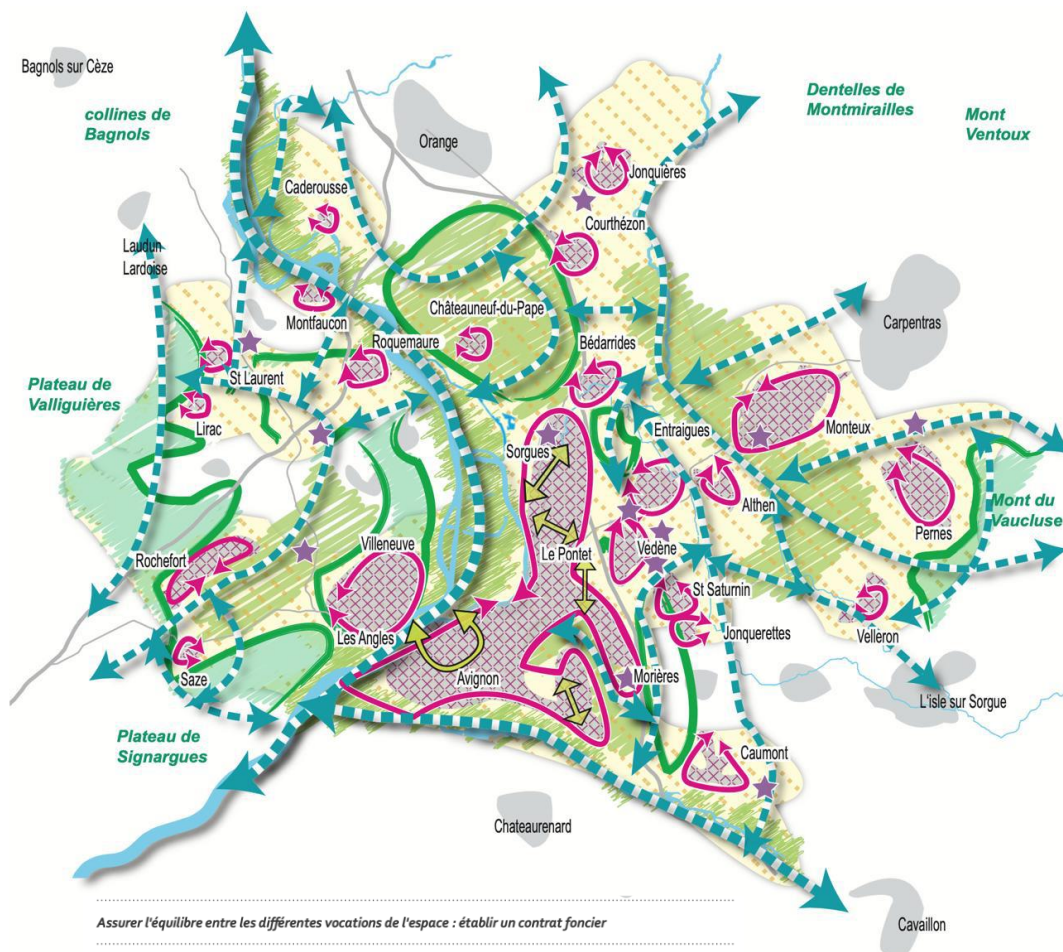 Bagnols sur Cèze
collines de
Bagnols
Dentelles de
Montmirailles
Mont
Ventoux
Orange
Jonquières
Caderousse
Courthézon
Laudun
Lardoise
Châteauneuf-du-Pape
Montfaucon
Carpentras
Roquemaure
Bédarrides
St Laurent
Plateau de
Valliguières
Lirac
Entraigues
Monteux
Sorgues
Althen
Mont du
Vaucluse
Pernes
Villeneuve
Rochefort
Le Pontet
Vedène
St Saturnin
Les Angles
Jonquerettes
Velleron
Saze
Avignon
Morières
L'isle sur Sorgue
Plateau de
Signargues
Caumont
Chateaurenard
Cavaillon
Assurer l'équilibre entre les différentes vocations de l'espace : établir un contrat foncier